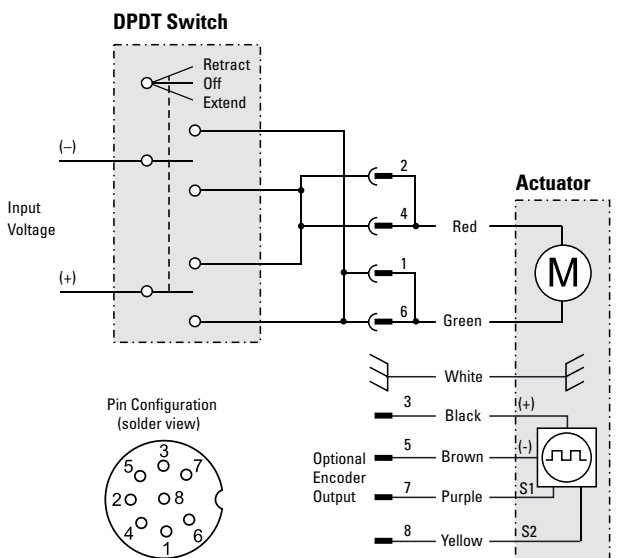 DPDT Switch
Retract
Off
Extend
(–)
Input
Voltage
(+)
2
4
1
6
Actuator
Red
M
Green
White
3
Black
(+)
5
Brown
(-)
Optional
Encoder
Output
7
Purple
S1
8
Yellow
S2
Pin Configuration
(solder view)
3
5
7
2
8
4
6
1